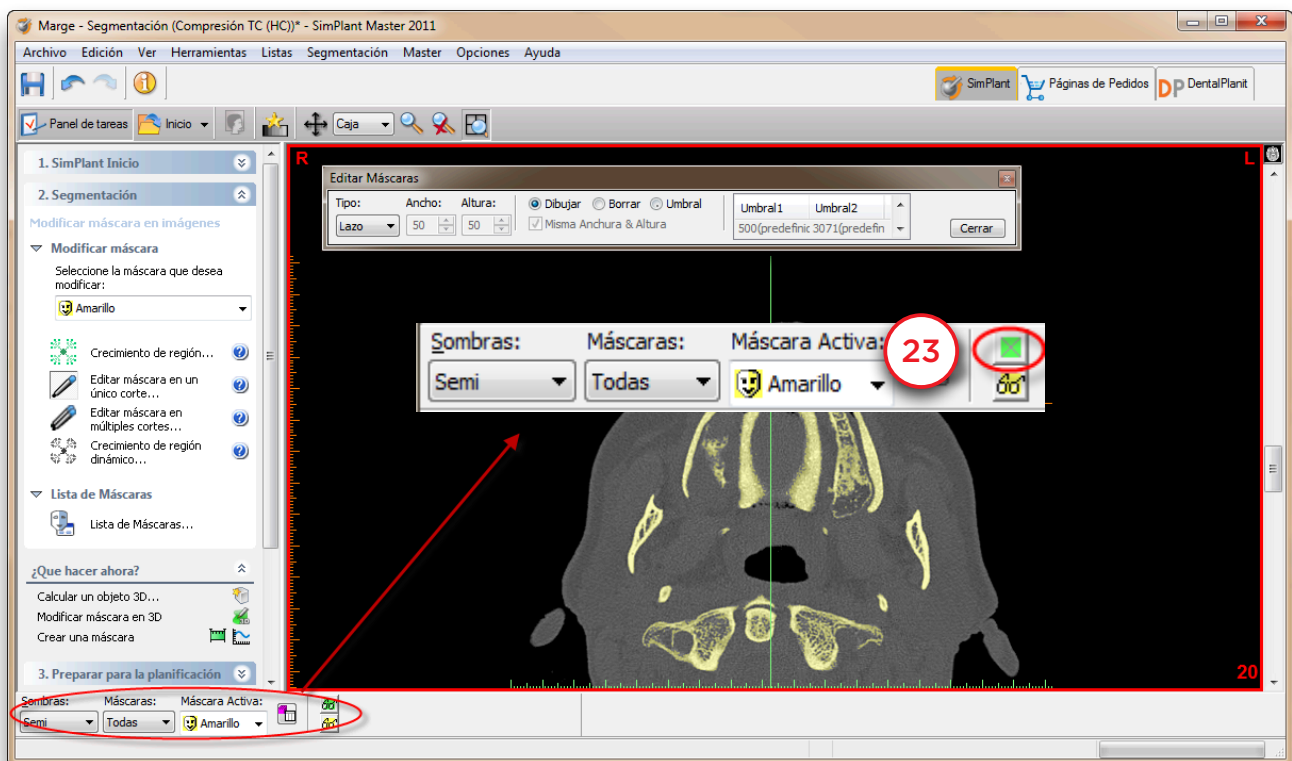 Marge - Segmentación (Compresión TC (HC))* - SimPlant Master 2011
Archivo Edición Ver Herramientas Listas Segmentación Master Opciones Ayuda
SimPlant Páginas de Pedidos DP DentalPlanit
Panel de tareas Inicio Caja
1. SimPlant Inicio
2. Segmentación
Modificar máscara en imágenes
Modificar máscara
Seleccione la máscara que desea
modificar:
Amarillo
Crecimiento de región...
Editar máscara en un
único corte...
Editar máscara en
múltiples cortes...
Crecimiento de región
dinámico...
Lista de Máscaras
Lista de Máscaras...
¿Que hacer ahora?
Calcular un objeto 3D...
Modificar máscara en 3D
Crear una máscara
3. Preparar para la planificación
R
L
Editar Máscaras
Tipo: Ancho: Altura: Dibujar Borrar Umbral Umbral1 Umbral2
Lazo 50 50 Misma Anchura & Altura 500(predefinic 3071(predefin Cerrar
Sombras: Máscaras: Máscara Activa: 23
Semi Todas Amarillo
20
Sombras: Máscaras: Máscara Activa:
Semi Todas Amarillo